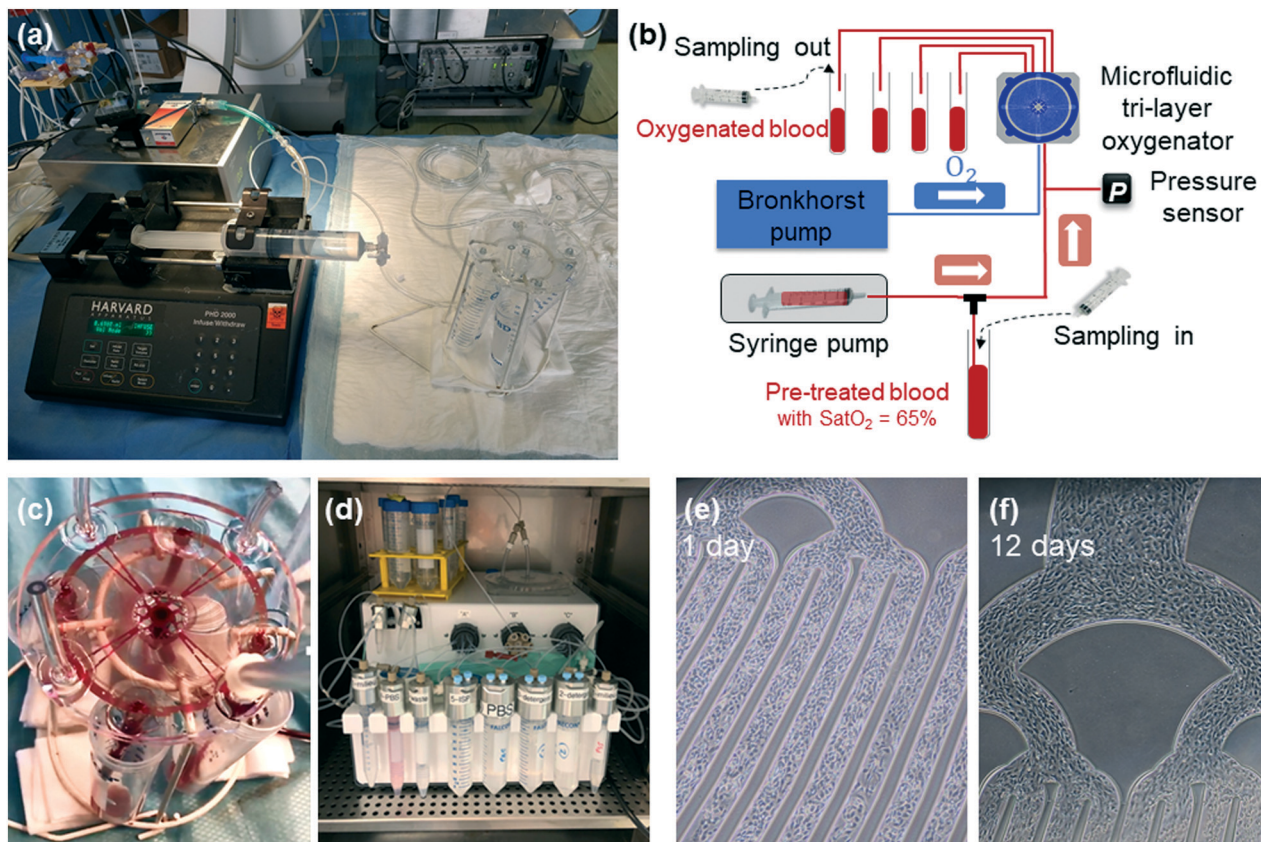 (a)
HARVARD
APPARATUS
PHD 2000
Infuse/Withdraw
(b)
Sampling out
Oxygenated blood
O₂
Microfluidic
tri-layer
oxygenator
Bronkhorst
pump
Pressure
sensor
P
Syringe pump
Sampling in
Pre-treated blood
with SatO₂ = 65%
(c)
(d)
PBS
(e)
1 day
(f)
12 days